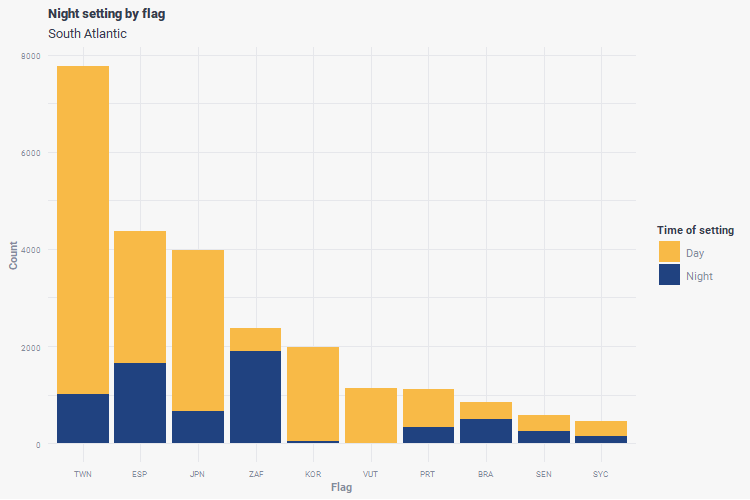 Night setting by flag
South Atlantic
8000
6000
4000
2000
0
Count
TWN ESP JPN ZAF KOR VUT PRT BRA SEN SYC
Flag
Time of setting
Day
Night